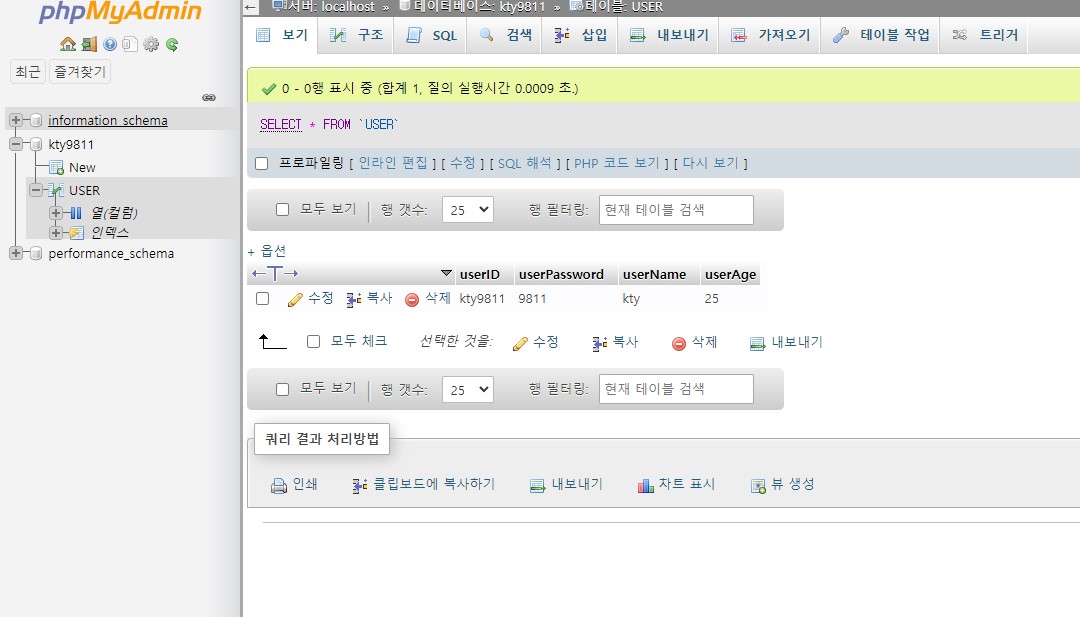 phpMyAdmin
최근 즐겨찾기
information_schema
kty9811
New
USER
열(컬럼)
인덱스
performance_schema
서버: localhost » 데이터베이스: kty9811 » 테이블: USER
보기 구조 SQL 검색 삽입 내보내기 가져오기 테이블 작업 트리거
0 - 0행 표시 중 (합계 1, 질의 실행시간 0.0009 초.)
SELECT * FROM `USER`
프로파일링 [ 인라인 편집 ] [ 수정 ] [ SQL 해석 ] [ PHP 코드 보기 ] [ 다시 보기 ]
모두 보기 | 행 갯수: 25 행 필터링: 현재 테이블 검색
+ 옵션
←T→ userID userPassword userName userAge
수정 복사 삭제 kty9811 9811 kty 25
모두 체크 선택한 것을: 수정 복사 삭제 내보내기
모두 보기 | 행 갯수: 25 행 필터링: 현재 테이블 검색
쿼리 결과 처리방법
인쇄 클립보드에 복사하기 내보내기 차트 표시 뷰 생성